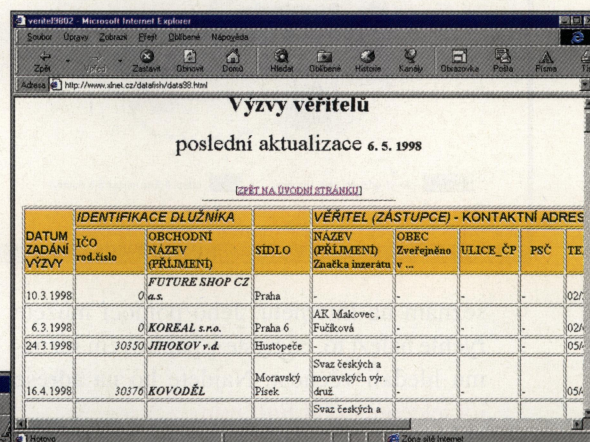 veritel9802 - Microsoft Internet Explorer
Soubor Úpravy Zobrazit Přejít Oblíbené Nápověda
Zpět Vpřed Zastavit Obnovit Domů Hledat Oblíbené Historie Kanály Obrazovka Pošta Písma
Adresa http://www.xlnet.cz/datafish/data98.html
Výzvy věřitelů
poslední aktualizace 6. 5. 1998
[ZPĚT NA ÚVODNÍ STRÁNKU]
IDENTIFIKACE DLUŽNÍKA VĚŘITEL (ZÁSTUPCE) - KONTAKTNÍ ADRES
DATUM ZADÁNÍ VÝZVY IČO rod.číslo OBCHODNÍ NÁZEV (PŘÍJMENÍ) SÍDLO NÁZEV (PŘÍJMENÍ) Značka inzerátu OBEC Zveřejněno v ... ULICE_ČP PSČ TE
10.3.1998 0 FUTURE SHOP CZ a.s. Praha - - - - 02/
6.3.1998 0 KOREAL s.r.o. Praha 6 AK Makovec , Fučíková - - - 02/
24.3.1998 30350 JIHOKOV v.d. Hustopeče - - - - 05/
16.4.1998 30376 KOVODĚL Moravský Písek Svaz českých a moravských výr. druž. - - - 05/
Svaz českých a
Hotovo Zóna sítě Internet